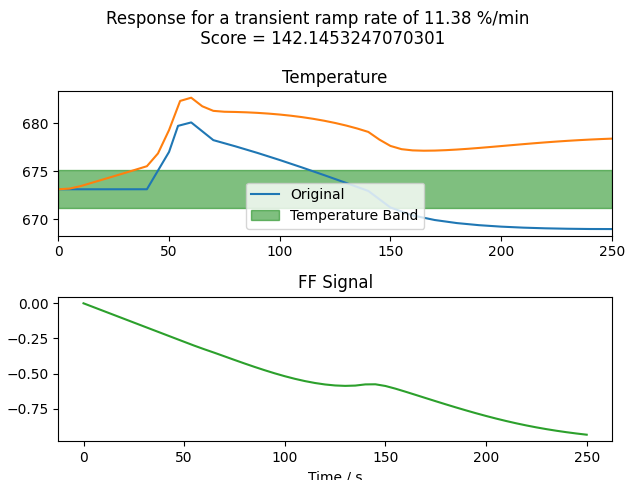 Response for a transient ramp rate of 11.38 %/min
Score = 142.1453247070301
Temperature
680
675
670
Original
Temperature Band
0 50 100 150 200 250
FF Signal
0.00
−0.25
−0.50
−0.75
0 50 100 150 200 250
Time / s